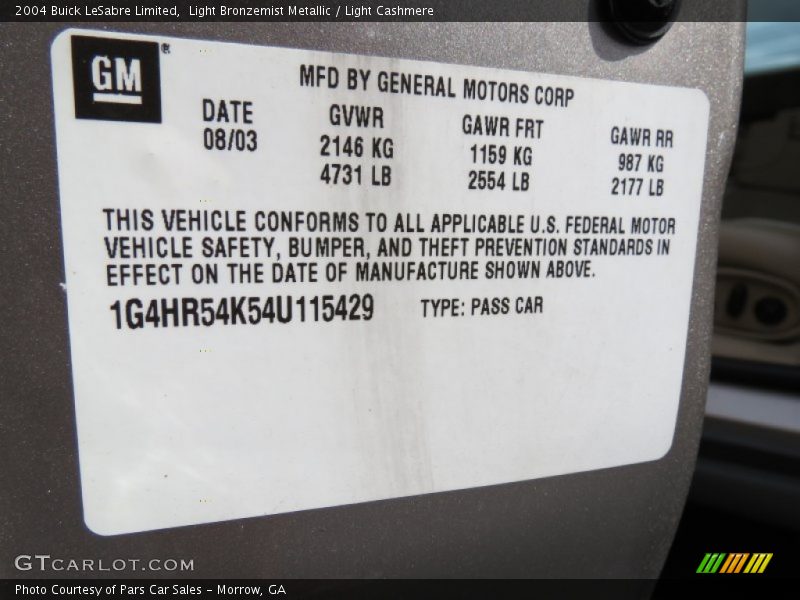 2004 Buick LeSabre Limited,  Light Bronzemist Metallic / Light Cashmere
GM ®
MFD BY GENERAL MOTORS CORP
DATE GVWR GAWR FRT GAWR RR
08/03 2146 KG 1159 KG 987 KG
4731 LB 2554 LB 2177 LB
THIS VEHICLE CONFORMS TO ALL APPLICABLE U.S. FEDERAL MOTOR
VEHICLE SAFETY, BUMPER, AND THEFT PREVENTION STANDARDS IN
EFFECT ON THE DATE OF MANUFACTURE SHOWN ABOVE.
1G4HR54K54U115429 TYPE: PASS CAR
GTCARLOT.COM
Photo Courtesy of Pars Car Sales - Morrow, GA